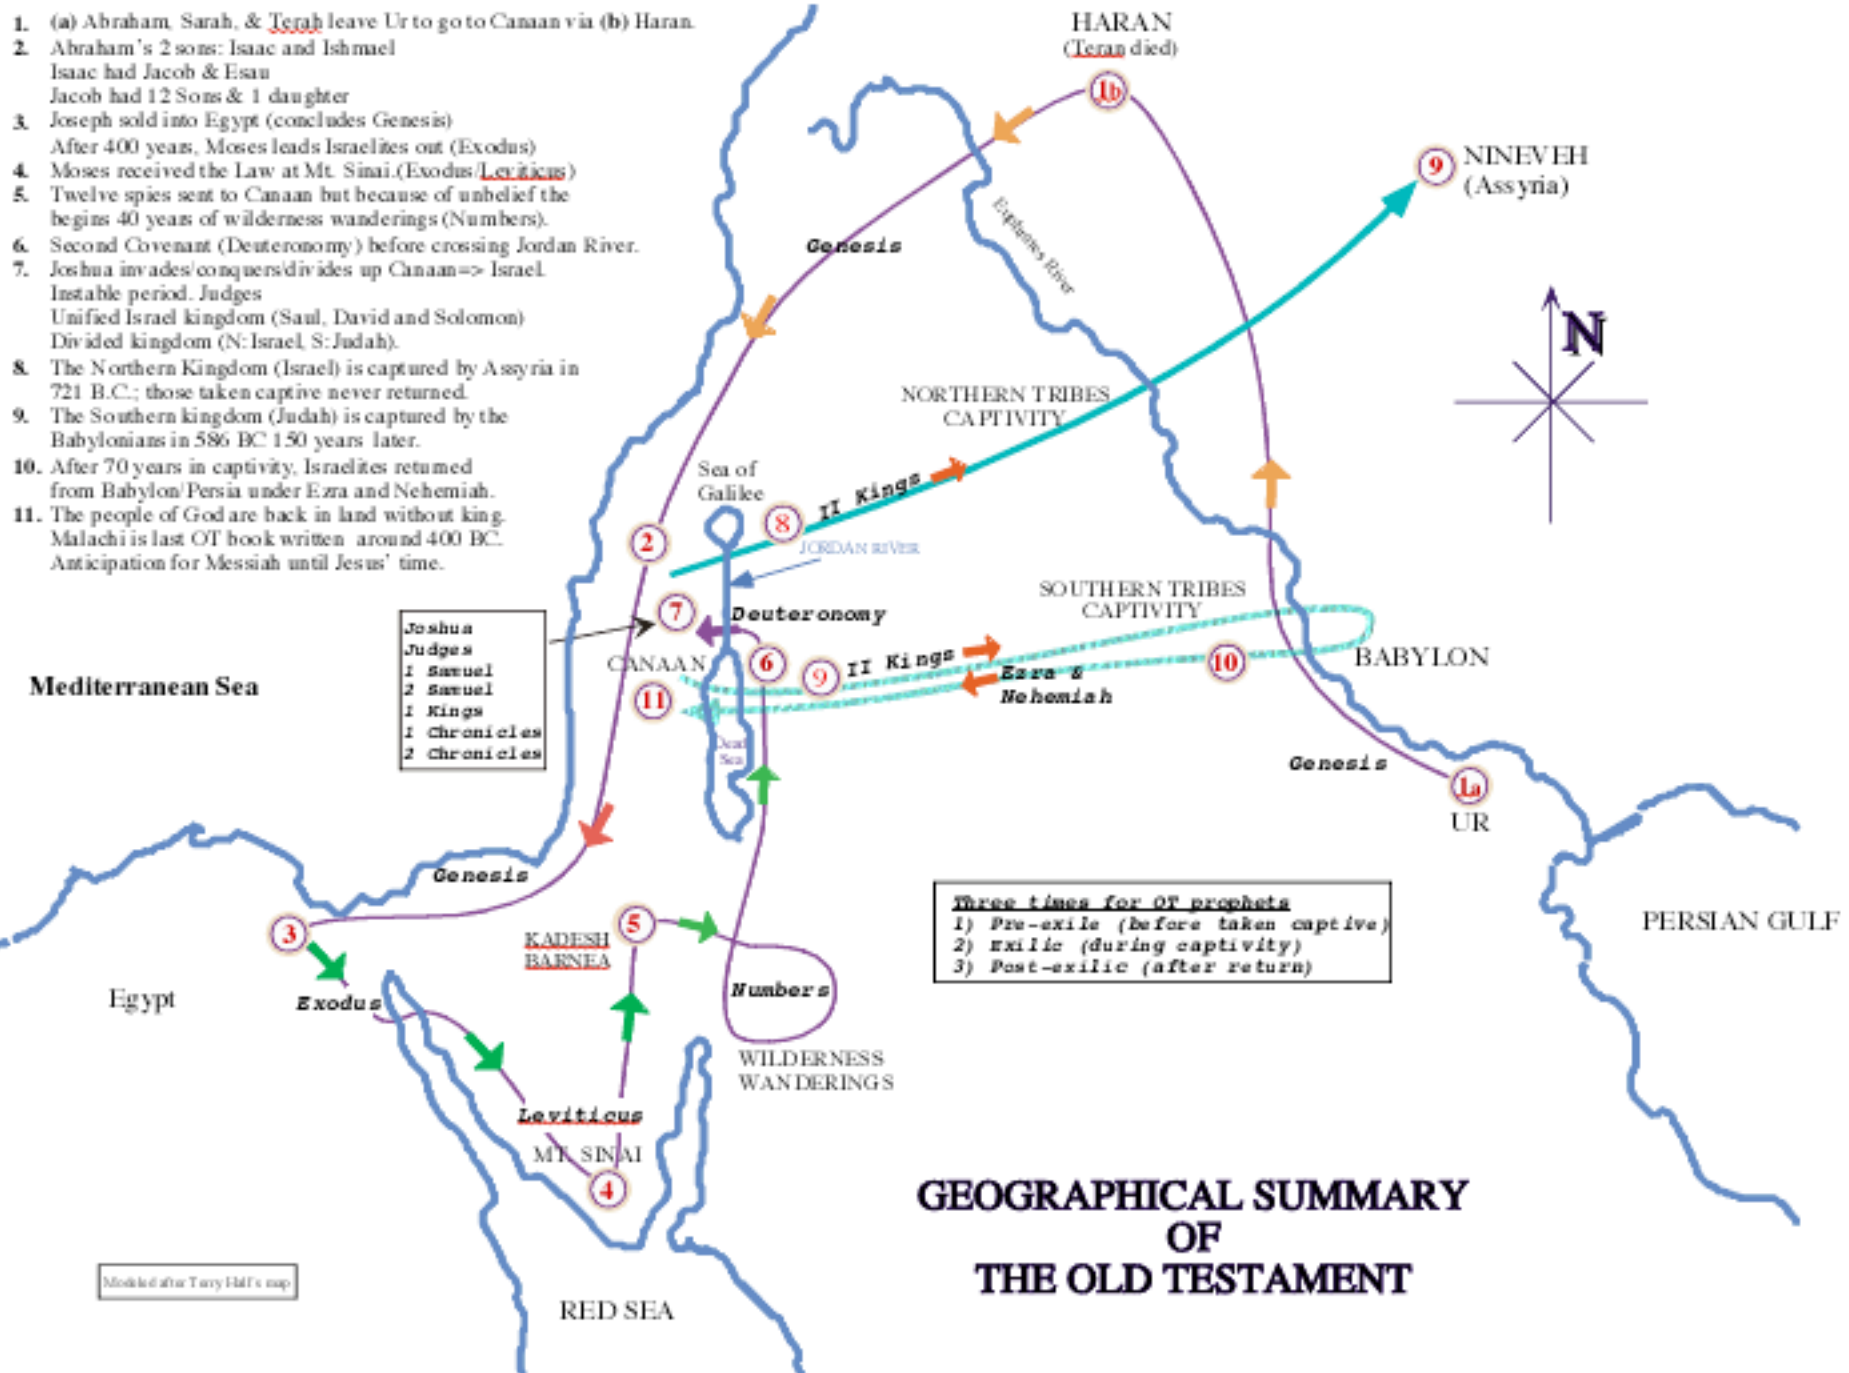 1. (a) Abraham, Sarah, & Terah leave Ur to go to Canaan via (b) Haran.
2. Abraham's 2 sons: Isaac and Ishmael
Isaac had Jacob & Esau
Jacob had 12 Sons & 1 daughter
3. Joseph sold into Egypt (concludes Genesis)
After 400 years, Moses leads Israelites out (Exodus)
4. Moses received the Law at Mt. Sinai.(Exodus/Leviticus)
5. Twelve spies sent to Canaan but because of unbelief the
begins 40 years of wilderness wanderings (Numbers).
6. Second Covenant (Deuteronomy) before crossing Jordan River.
7. Joshua invades/conquers/divides up Canaan=> Israel.
Instable period. Judges
Unified Israel kingdom (Saul, David and Solomon)
Divided kingdom (N: Israel, S: Judah).
8. The Northern Kingdom (Israel) is captured by Assyria in
721 B.C.; those taken captive never returned.
9. The Southern kingdom (Judah) is captured by the
Babylonians in 586 BC 150 years later.
10. After 70 years in captivity, Israelites returned
from Babylon/Persia under Ezra and Nehemiah.
11. The people of God are back in land without king.
Malachi is last OT book written around 400 BC.
Anticipation for Messiah until Jesus' time.
HARAN
(Teran died)
1b
9
NINEVEH
(Assyria)
Genesis
Euphrates River
N
NORTHERN TRIBES
CAPTIVITY
Sea of
Galilee
II Kings
8
2
JORDAN RIVER
SOUTHERN TRIBES
CAPTIVITY
7
Deuteronomy
Joshua
Judges
1 Samuel
2 Samuel
1 Kings
1 Chronicles
2 Chronicles
CANAAN
6
9
II Kings
10
BABYLON
Ezra &
Nehemiah
Mediterranean Sea
11
Dead
Sea
Genesis
1a
UR
Genesis
3
5
KADESH
BARNEA
Three times for OT prophets
1) Pre-exile (before taken captive)
2) Exilic (during captivity)
3) Post-exilic (after return)
PERSIAN GULF
Egypt
Exodus
Numbers
WILDERNESS
WANDERINGS
Leviticus
MT. SINAI
4
GEOGRAPHICAL SUMMARY
OF
THE OLD TESTAMENT
Modeled after Terry Hall's map
RED SEA